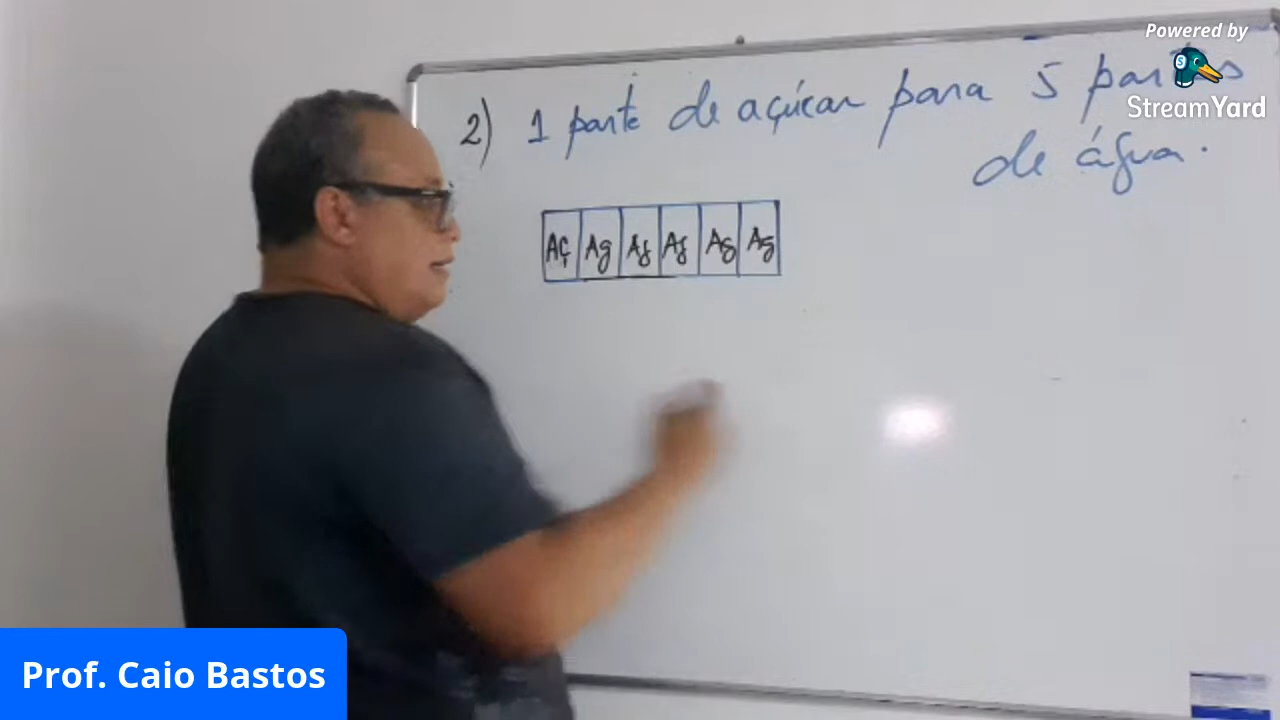 Powered by
StreamYard
2) 1 parte de açúcar para 5 partes
de água.
Aç Ag Ag Ag Ag Ag
Prof. Caio Bastos